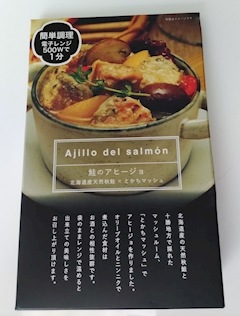 簡単調理
電子レンジ
500Wで
1分
Ajillo del salmón
鮭のアヒージョ
北海道産天然秋鮭 × とかちマッシュ
北海道産の天然秋鮭と
十勝地方で採れた
マッシュルーム、
「とかちマッシュ」で
アヒージョを作りました。
オリーブオイルとニンニクで
煮込んだ食材は
お酒との相性抜群です。
袋のままレンジで温めると
出来立ての美味しさを
お召し上がり頂けます。